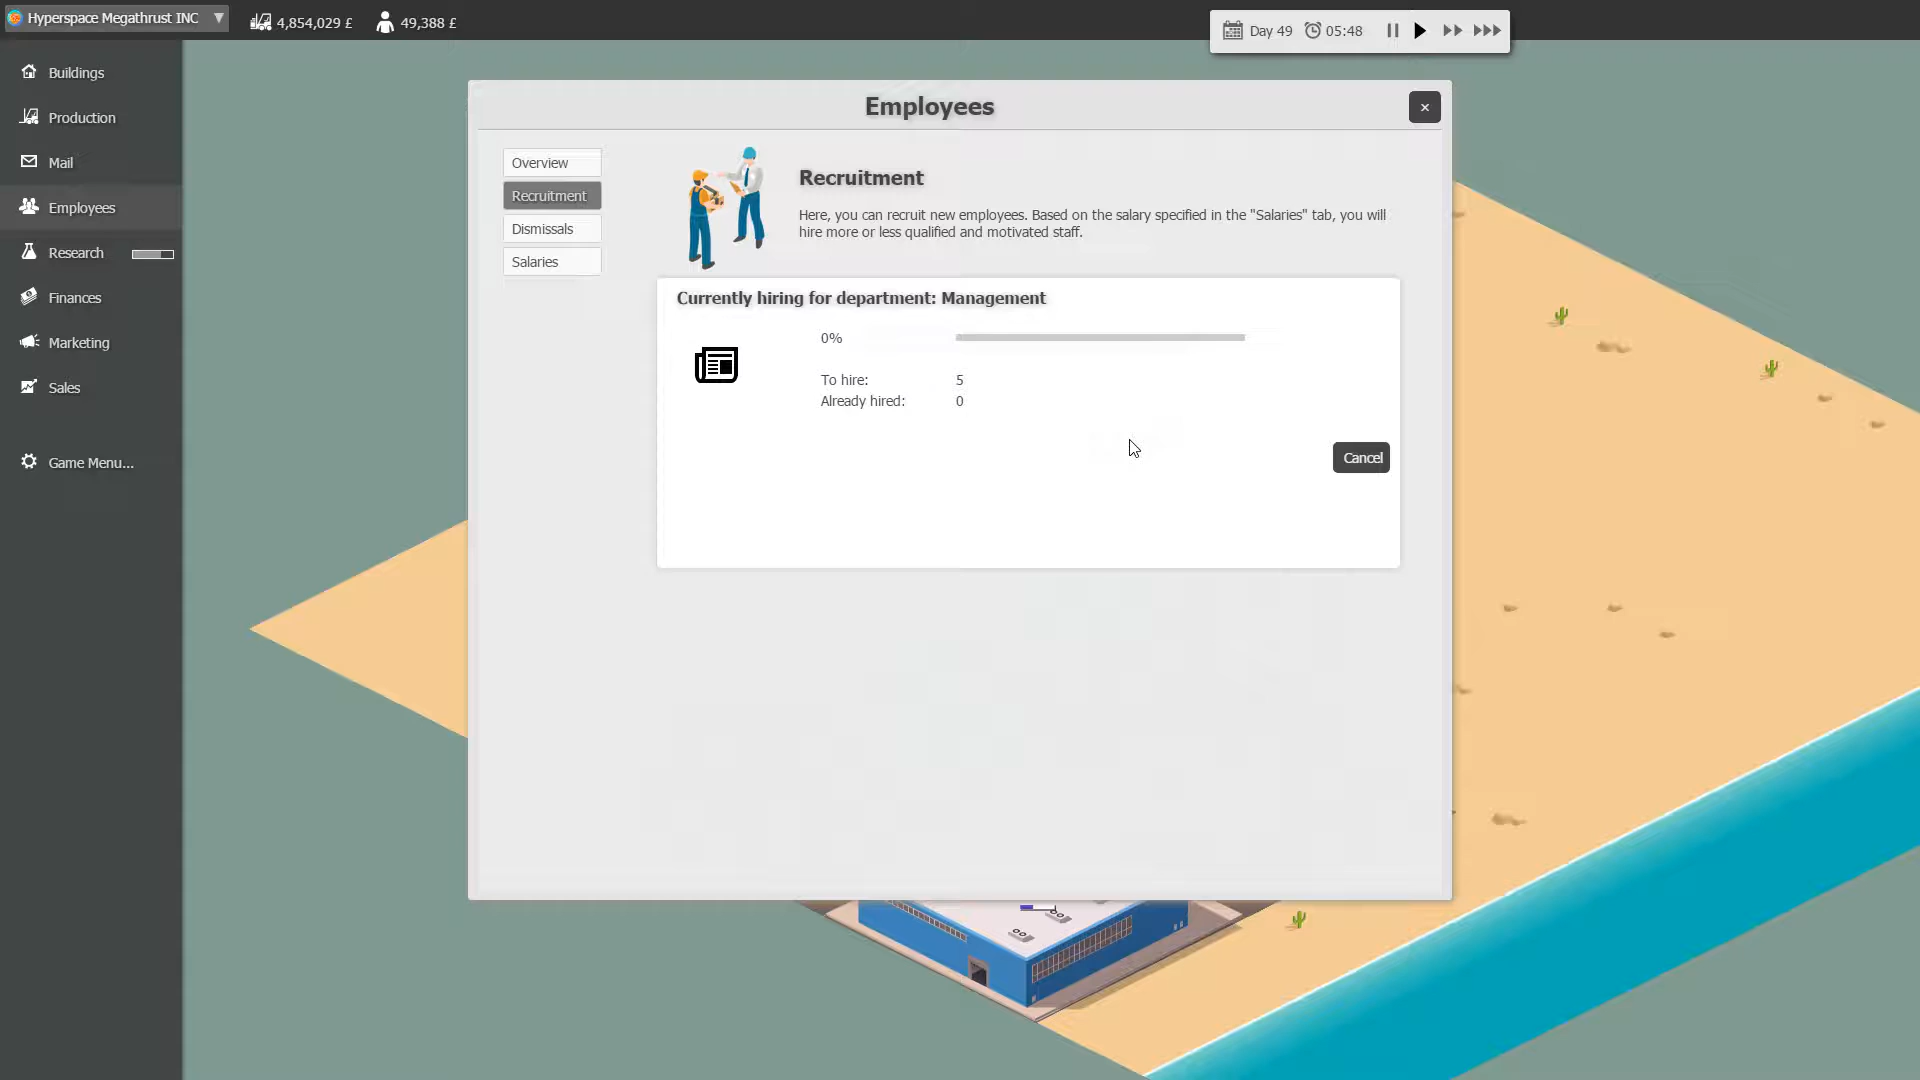 Hyperspace Megathrust INC
4,854,029 £
49,388 £
Day 49
05:48
Buildings
Production
Mail
Employees
Research
Finances
Marketing
Sales
Game Menu...
Employees
×
Overview
Recruitment
Dismissals
Salaries
Recruitment
Here, you can recruit new employees. Based on the salary specified in the "Salaries" tab, you will
hire more or less qualified and motivated staff.
Currently hiring for department: Management
0%
To hire: 5
Already hired: 0
Cancel